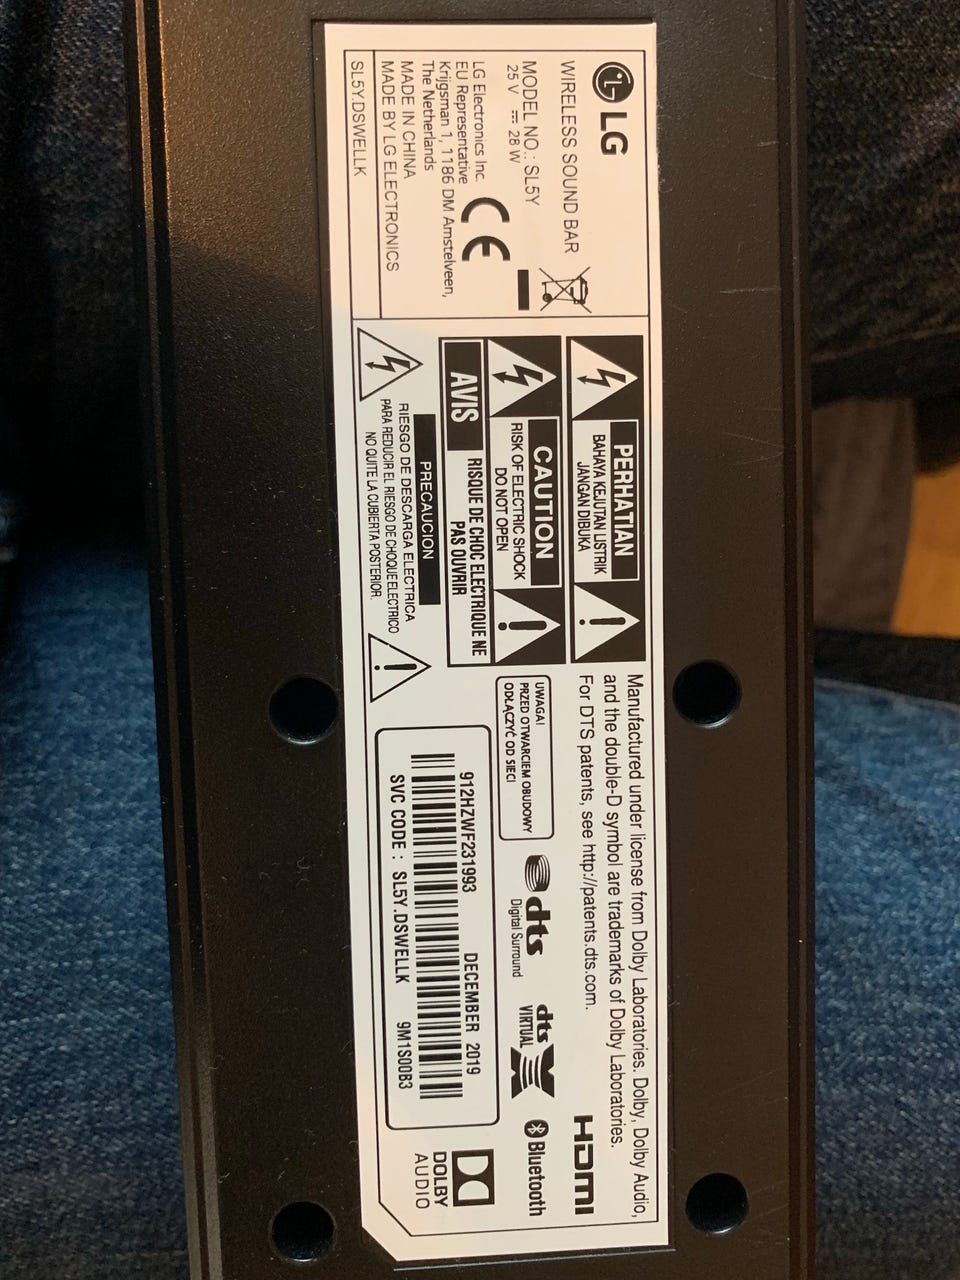 LG
WIRELESS SOUND BAR
MODEL NO.: SL5Y
25 V ⎓ 28 W
LG Electronics Inc.
EU Representative
Krijgsman 1, 1186 DM Amstelveen,
The Netherlands
MADE IN CHINA
MADE BY LG ELECTRONICS
SL5Y.DSWELLK
CE
PERHATIAN
BAHAYA KEJUTAN LISTRIK
JANGAN DIBUKA
CAUTION
RISK OF ELECTRIC SHOCK
DO NOT OPEN
AVIS
RISQUE DE CHOC ELECTRIQUE NE
PAS OUVRIR
PRECAUCION
RIESGO DE DESCARGA ELECTRICA
PARA REDUCIR EL RIESGO DE CHOQUE ELECTRICO
NO QUITE LA CUBIERTA POSTERIOR.
Manufactured under license from Dolby Laboratories. Dolby, Dolby Audio,
and the double-D symbol are trademarks of Dolby Laboratories.
For DTS patents, see http://patents.dts.com.
HDMI
UWAGA!
PRZED OTWARCIEM OBUDOWY
ODŁĄCZYĆ OD SIECI
dts
Digital Surround
dts X
VIRTUAL
Bluetooth
912HZWF231993 DECEMBER 2019
SVC CODE : SL5Y.DSWELLK 9M1S00B3
DOLBY
AUDIO